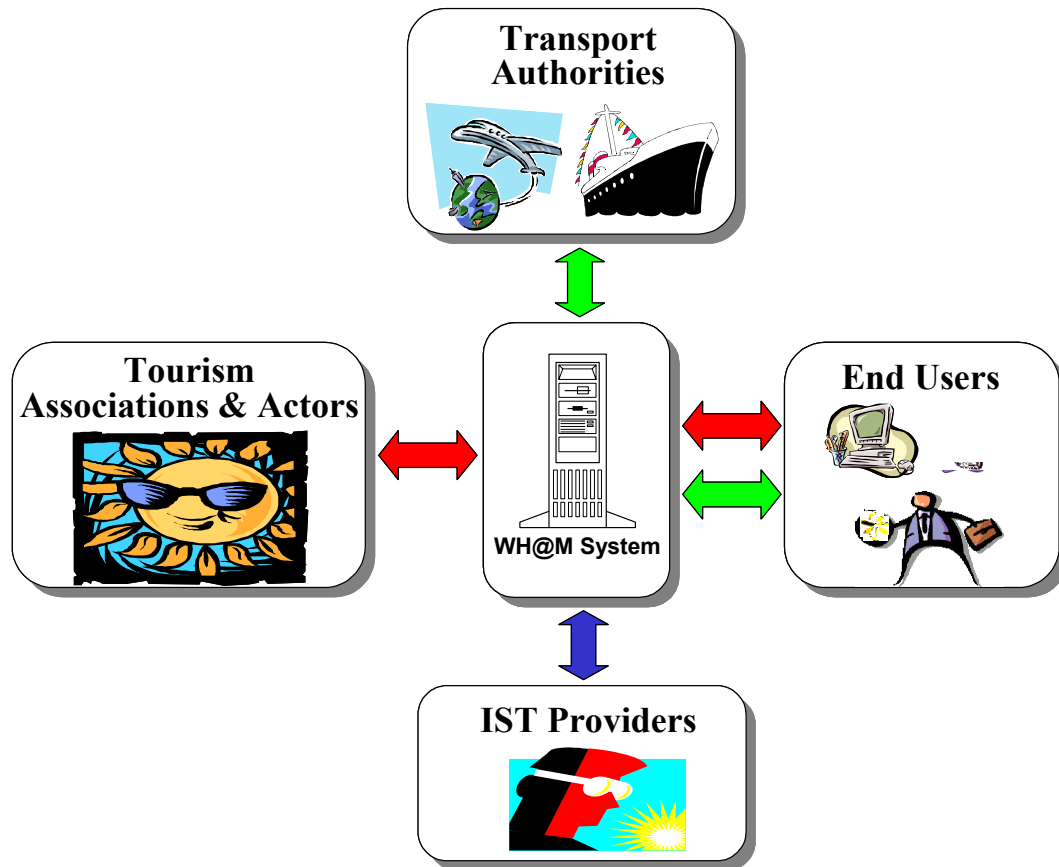 Transport
Authorities
Tourism
Associations & Actors
WH@M System
End Users
IST Providers